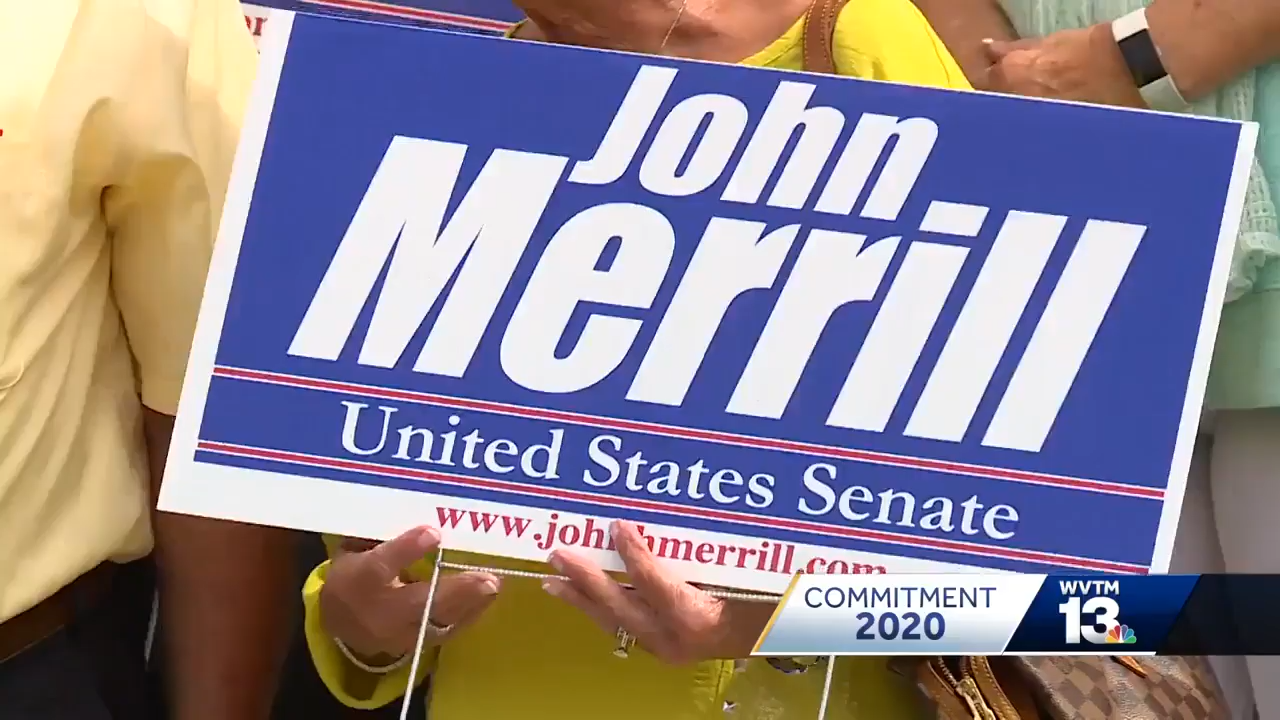 John
Merrill
United States Senate
COMMITMENT
2020
WVTM
13